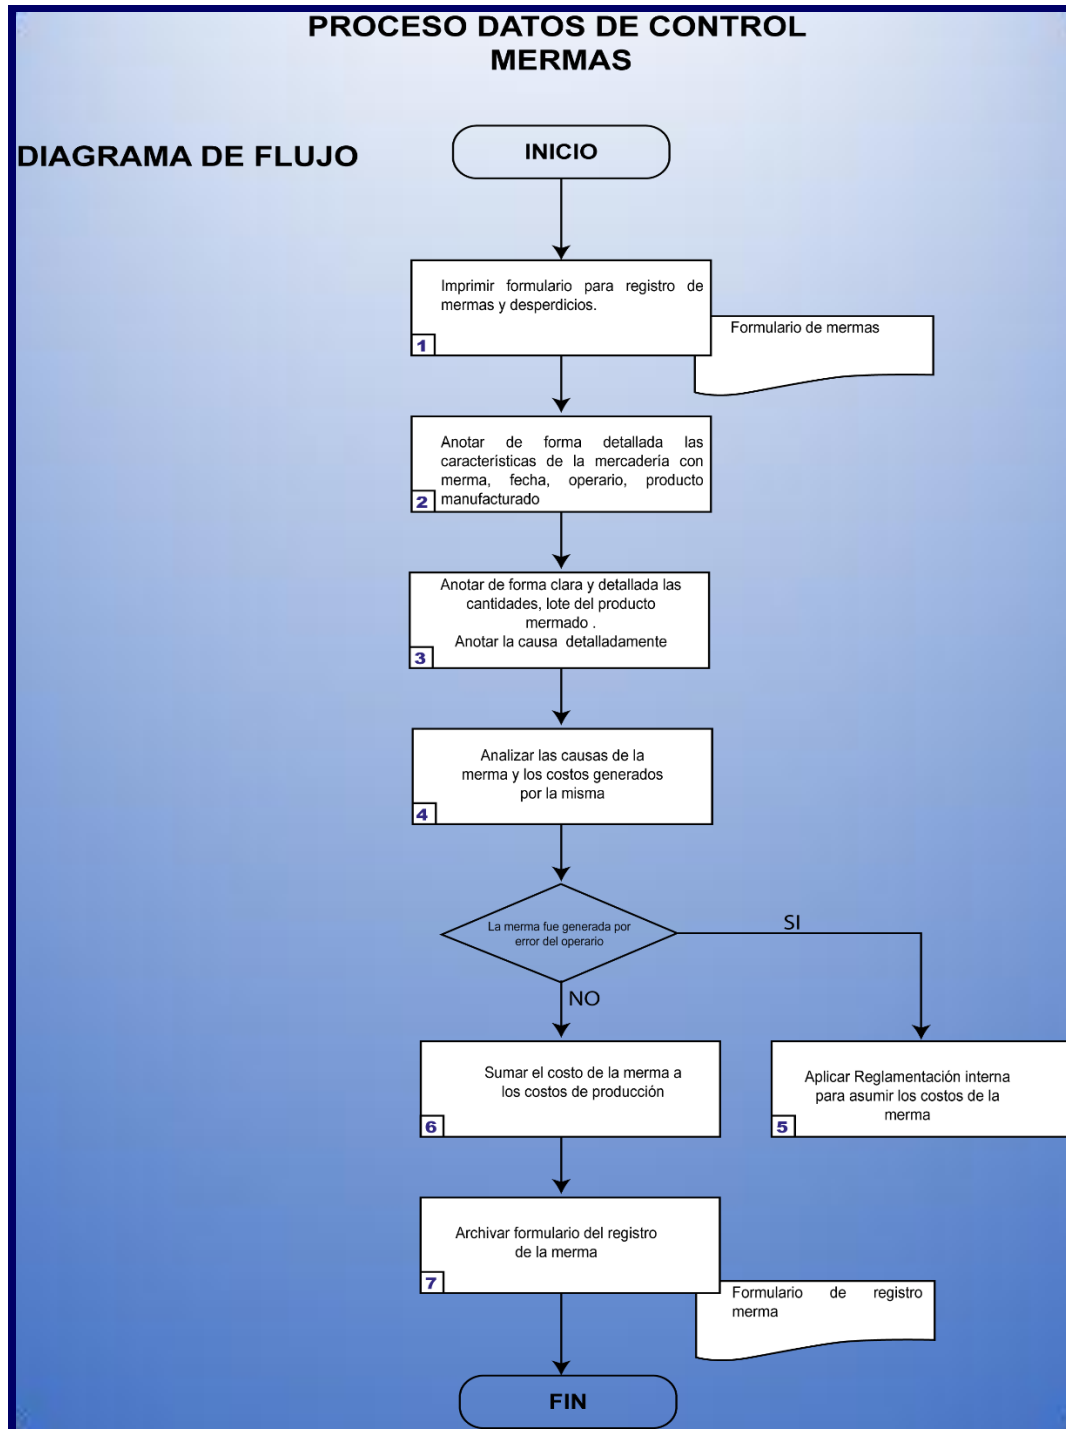 PROCESO DATOS DE CONTROL
MERMAS
DIAGRAMA DE FLUJO
INICIO
Imprimir formulario para registro de
mermas y desperdicios.
1
Formulario de mermas
Anotar de forma detallada las
características de la mercadería con
merma, fecha, operario, producto
manufacturado
2
Anotar de forma clara y detallada las
cantidades, lote del producto
mermado .
Anotar la causa detalladamente
3
Analizar las causas de la
merma y los costos generados
por la misma
4
La merma fue generada por
error del operario
SI
NO
Sumar el costo de la merma a
los costos de producción
6
Aplicar Reglamentación interna
para asumir los costos de la
merma
5
Archivar formulario del registro
de la merma
7
Formulario de registro
merma
FIN